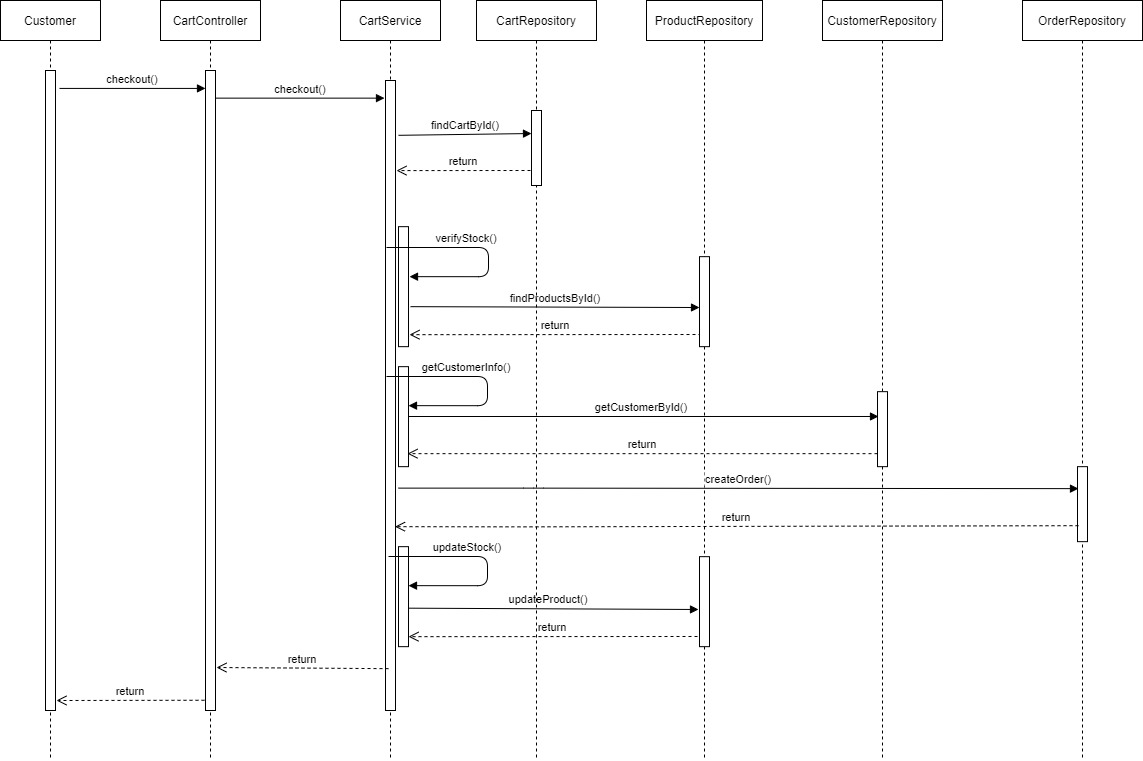 Customer
CartController
CartService
CartRepository
ProductRepository
CustomerRepository
OrderRepository
checkout()
checkout()
findCartById()
return
verifyStock()
findProductsById()
return
getCustomerInfo()
getCustomerById()
return
createOrder()
return
updateStock()
updateProduct()
return
return
return